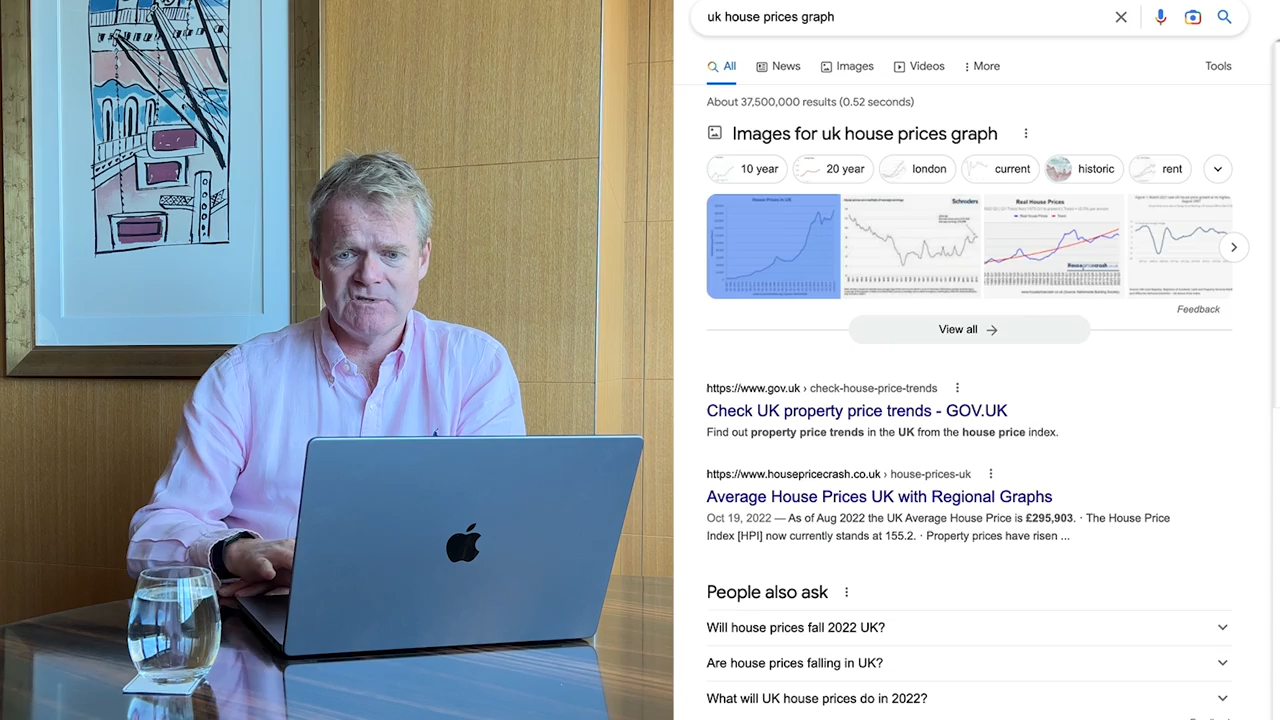 uk house prices graph
All
News
Images
Videos
More
Tools
About 37,500,000 results (0.52 seconds)
Images for uk house prices graph
10 year
20 year
london
current
historic
rent
House Prices in UK
Schroders
Real House Prices
Feedback
View all
https://www.gov.uk › check-house-price-trends
Check UK property price trends - GOV.UK
Find out property price trends in the UK from the house price index.
https://www.housepricecrash.co.uk › house-prices-uk
Average House Prices UK with Regional Graphs
Oct 19, 2022 — As of Aug 2022 the UK Average House Price is £295,903. · The House Price
Index [HPI] now currently stands at 155.2. · Property prices have risen ...
People also ask
Will house prices fall 2022 UK?
Are house prices falling in UK?
What will UK house prices do in 2022?